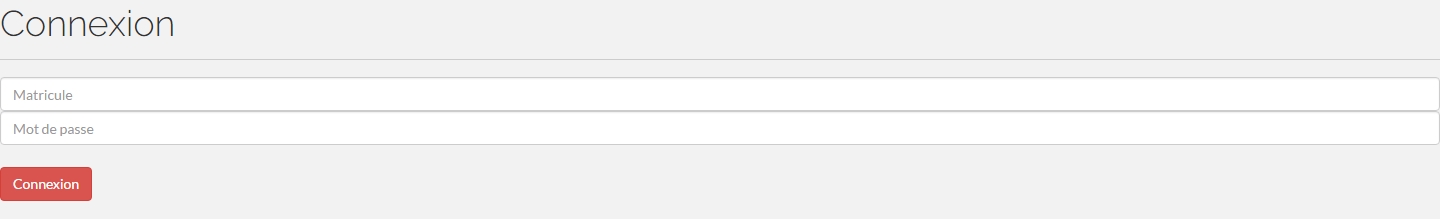 Connexion
Matricule
Mot de passe
Connexion